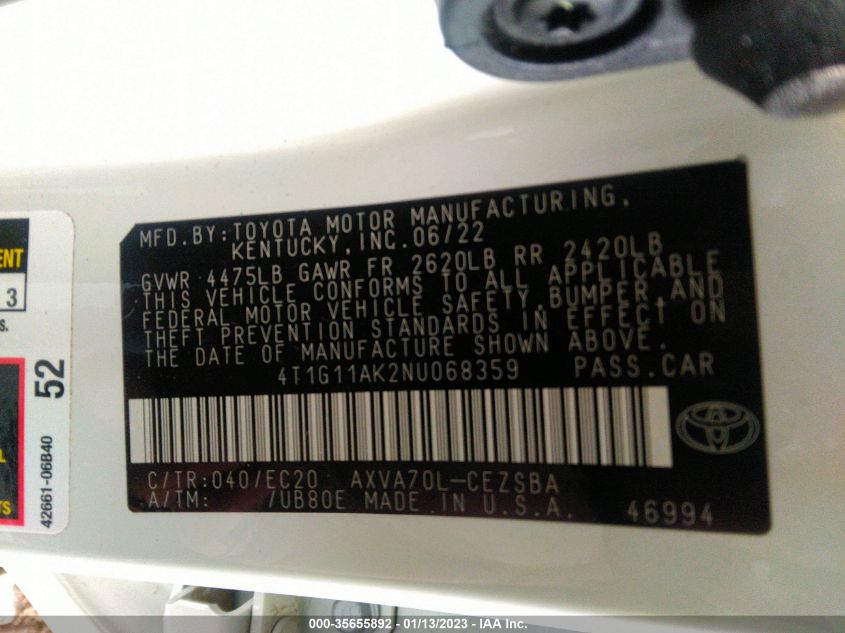 MFD.BY:TOYOTA MOTOR MANUFACTURING,
KENTUCKY,INC.06/22
GVWR 4475LB GAWR FR 2620LB RR 2420LB
THIS VEHICLE CONFORMS TO ALL APPLICABLE
FEDERAL MOTOR VEHICLE SAFETY,BUMPER,AND
THEFT PREVENTION STANDARDS IN EFFECT ON
THE DATE OF MANUFACTURE SHOWN ABOVE.
4T1G11AK2NU068359 PASS.CAR
C/TR:040/EC20 AXVA70L-CEZSBA
A/TM: /UB80E MADE IN U.S.A. 46994
3
52
42661-06B40
000-35655892 - 01/13/2023 - IAA Inc.